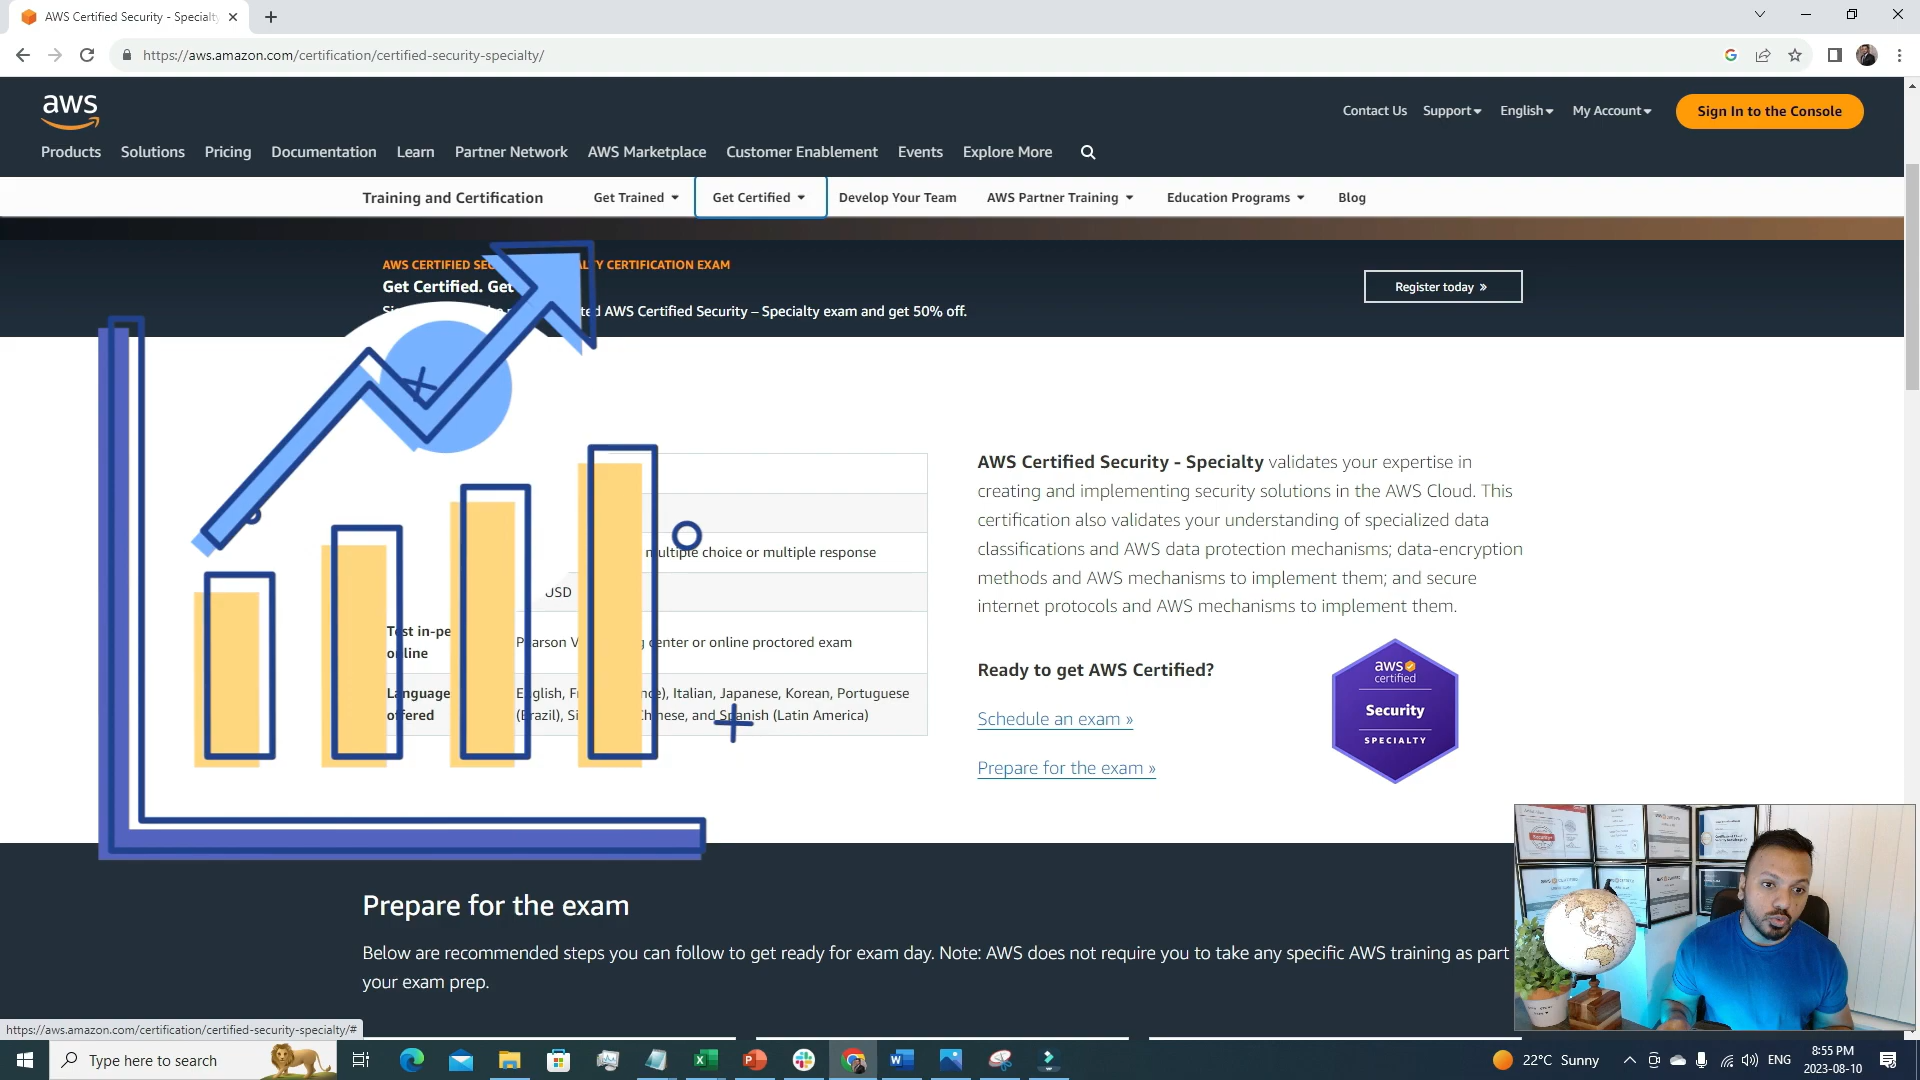 AWS Certified Security - Specialty
https://aws.amazon.com/certification/certified-security-specialty/
aws
Contact Us
Support
English
My Account
Sign In to the Console
Products
Solutions
Pricing
Documentation
Learn
Partner Network
AWS Marketplace
Customer Enablement
Events
Explore More
Training and Certification
Get Trained
Get Certified
Develop Your Team
AWS Partner Training
Education Programs
Blog
AWS CERTIFIED CERTIFICATION EXAM
Get Certified. Get
AWS Certified Security – Specialty exam and get 50% off.
Register today »
multiple choice or multiple response
USD
online
center or online proctored exam
Language
offered
Italian, Japanese, Korean, Portuguese
and Spanish (Latin America)
AWS Certified Security - Specialty validates your expertise in
creating and implementing security solutions in the AWS Cloud. This
certification also validates your understanding of specialized data
classifications and AWS data protection mechanisms; data-encryption
methods and AWS mechanisms to implement them; and secure
internet protocols and AWS mechanisms to implement them.
Ready to get AWS Certified?
Schedule an exam »
Prepare for the exam »
aws
certified
Security
SPECIALTY
Prepare for the exam
Below are recommended steps you can follow to get ready for exam day. Note: AWS does not require you to take any specific AWS training as part
your exam prep.
https://aws.amazon.com/certification/certified-security-specialty/#
Type here to search
22°C Sunny
ENG
8:55 PM
2023-08-10